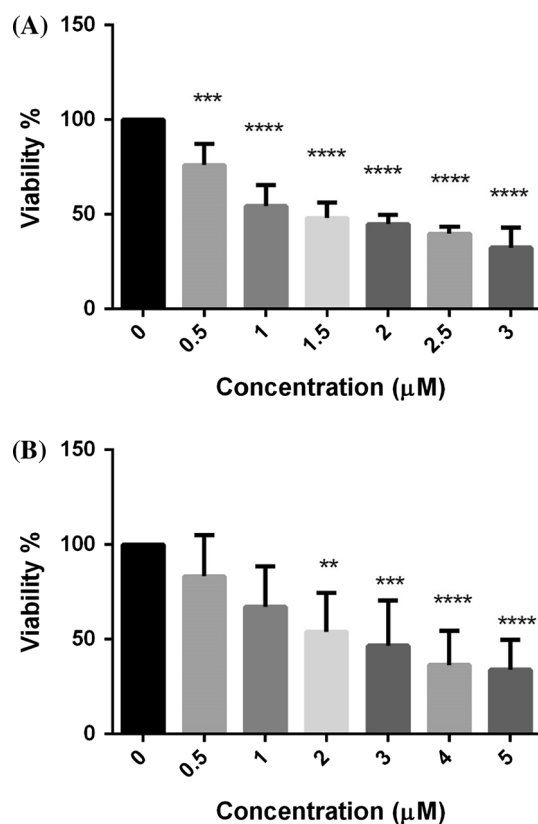 (A)
150
100
50
0
Viability %
***
****
****
****
****
****
0 0.5 1 1.5 2 2.5 3
Concentration (μM)
(B)
150
100
50
0
Viability %
**
***
****
****
0 0.5 1 2 3 4 5
Concentration (μM)